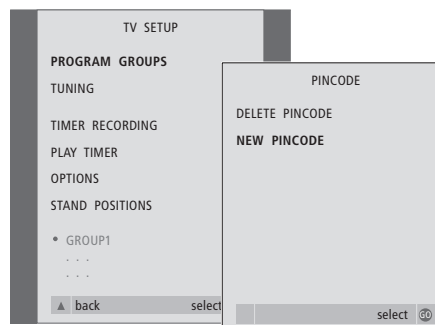 TV SETUP
PROGRAM GROUPS
TUNING
TIMER RECORDING
PLAY TIMER
OPTIONS
STAND POSITIONS
• GROUP1
. . .
. . .
▲ back select
PINCODE
DELETE PINCODE
NEW PINCODE
select GO